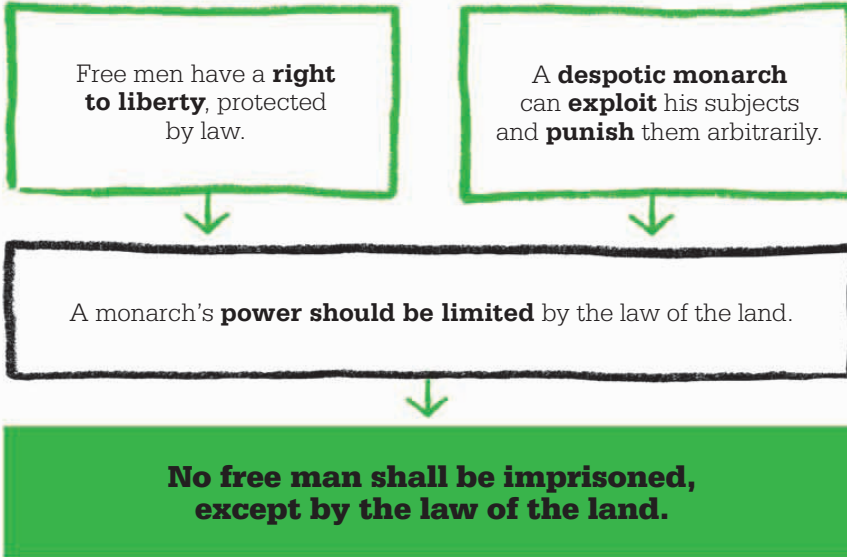 Free men have a right
to liberty, protected
by law.
A despotic monarch
can exploit his subjects
and punish them arbitrarily.
A monarch’s power should be limited by the law of the land.
No free man shall be imprisoned,
except by the law of the land.